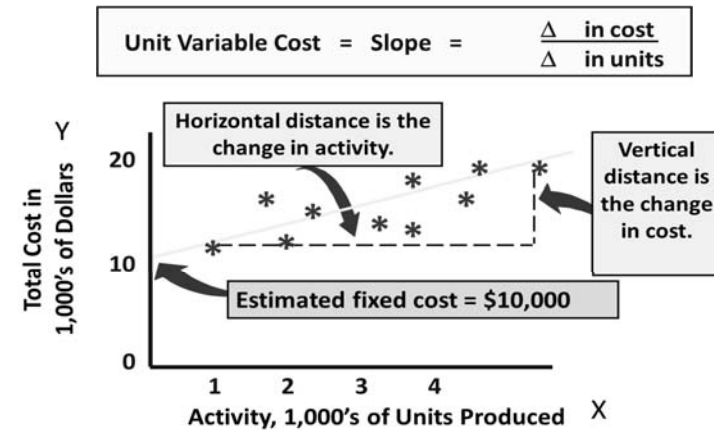 Unit Variable Cost = Slope = Δ in cost
Δ in units
Y
Horizontal distance is the
change in activity.
Vertical
distance is
the change
in cost.
Total Cost in
1,000's of Dollars
20
10
0
Estimated fixed cost = $10,000
1 2 3 4
Activity, 1,000's of Units Produced X